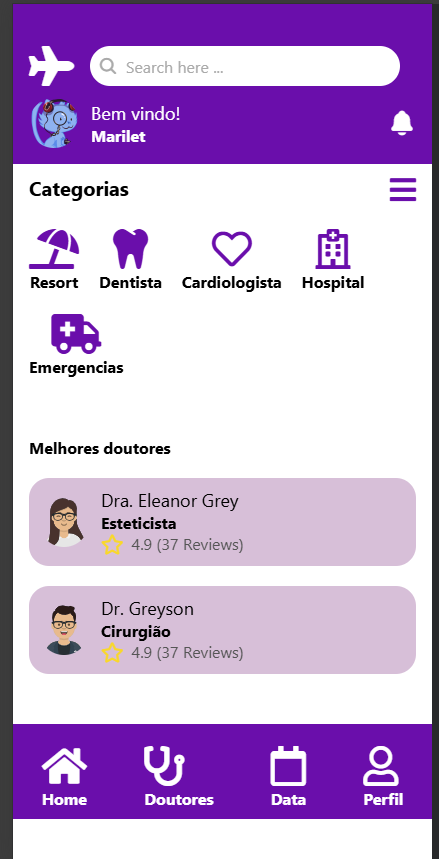 Search here ...
Bem vindo!
Marilet
Categorias
Resort Dentista Cardiologista Hospital
Emergencias
Melhores doutores
Dra. Eleanor Grey
Esteticista
4.9 (37 Reviews)
Dr. Greyson
Cirurgião
4.9 (37 Reviews)
Home Doutores Data Perfil